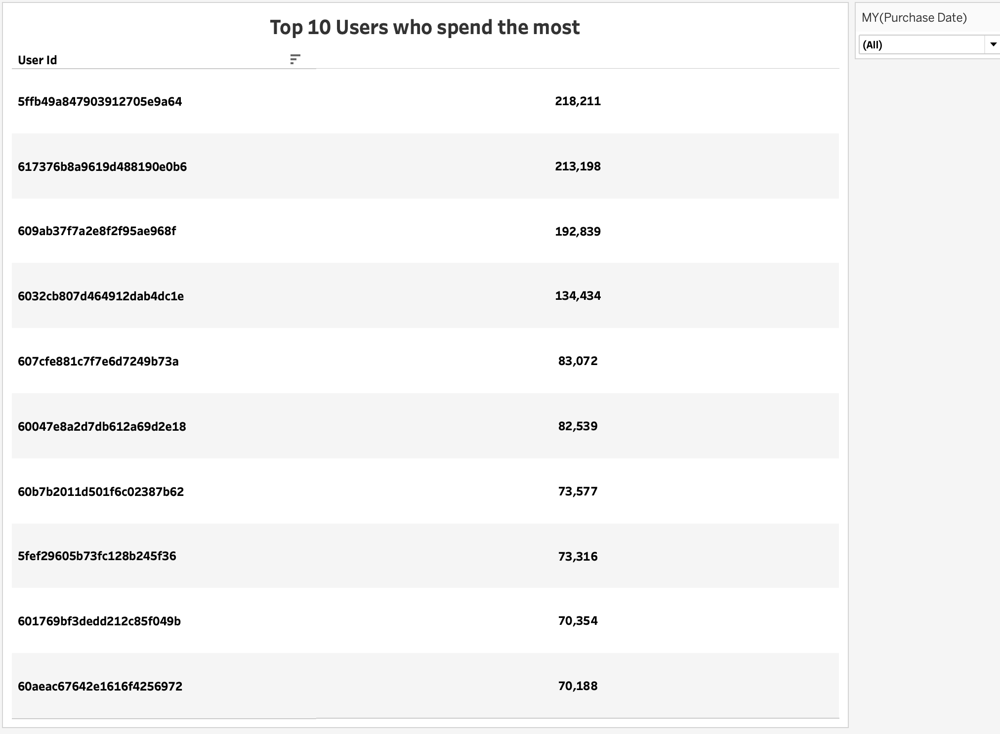 Top 10 Users who spend the most
MY(Purchase Date)
(All)
User Id
5ffb49a847903912705e9a64 218,211
617376b8a9619d488190e0b6 213,198
609ab37f7a2e8f2f95ae968f 192,839
6032cb807d464912dab4dc1e 134,434
607cfe881c7f7e6d7249b73a 83,072
60047e8a2d7db612a69d2e18 82,539
60b7b2011d501f6c02387b62 73,577
5fef29605b73fc128b245f36 73,316
601769bf3dedd212c85f049b 70,354
60aeac67642e1616f4256972 70,188